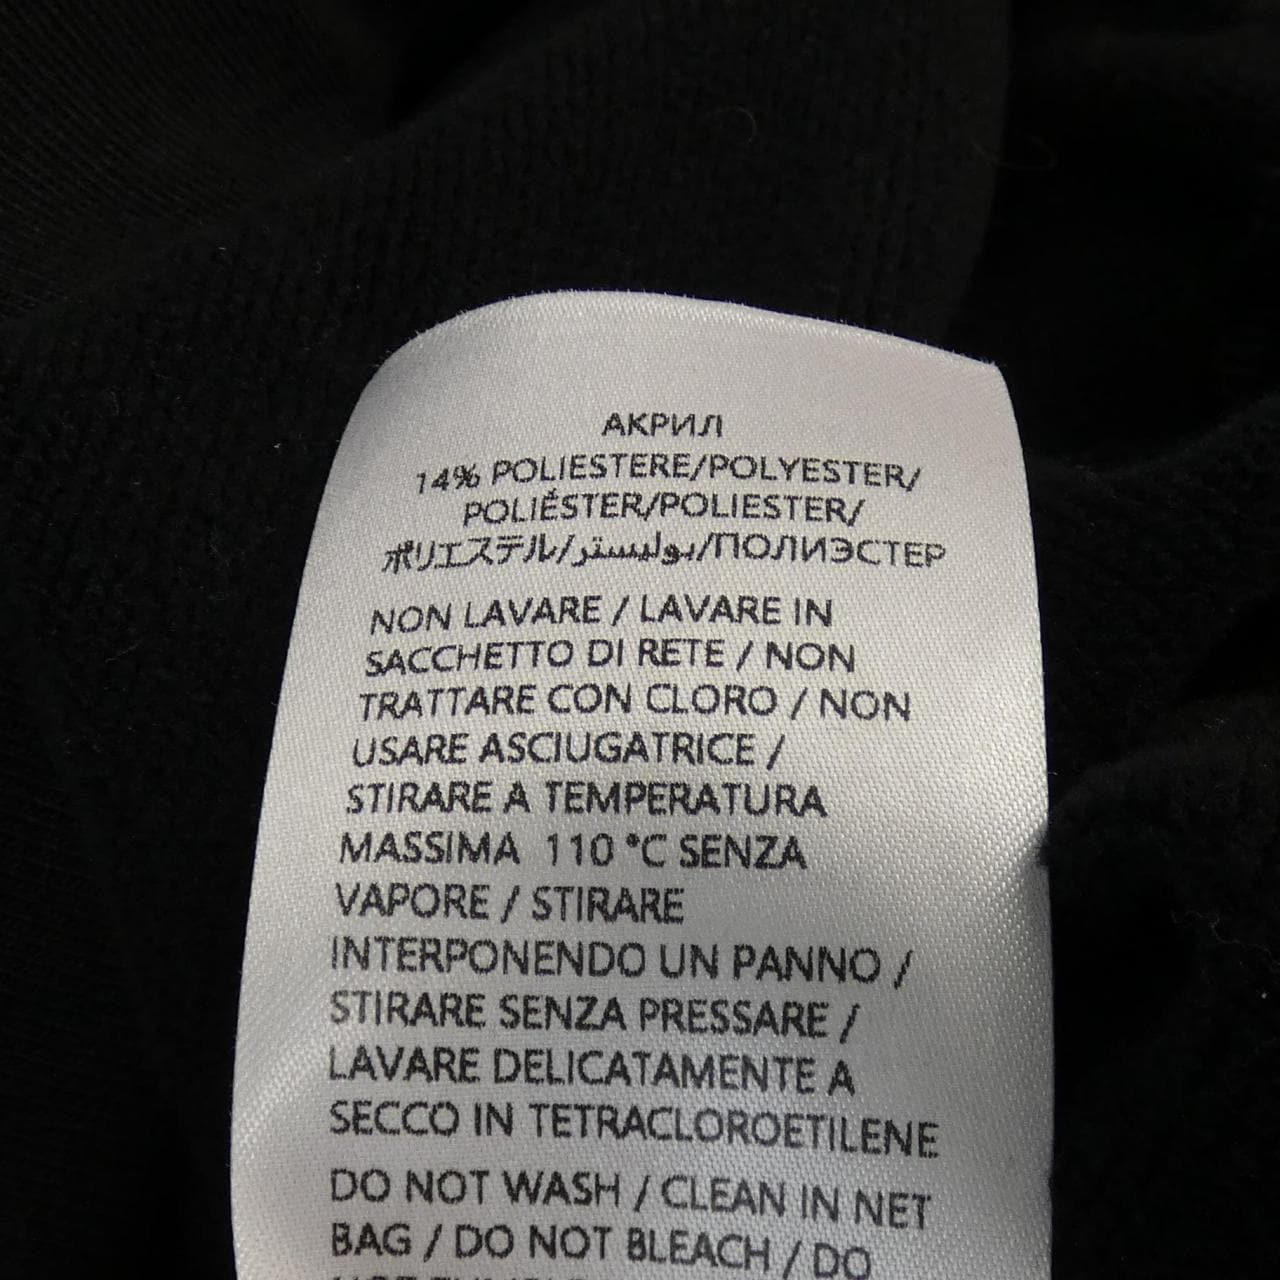 АКРИЛ
14% POLIESTERE/POLYESTER/
POLIÉSTER/POLIESTER/
ポリエステル/بوليستر/ПОЛИЭСТЕР
NON LAVARE / LAVARE IN
SACCHETTO DI RETE / NON
TRATTARE CON CLORO / NON
USARE ASCIUGATRICE /
STIRARE A TEMPERATURA
MASSIMA 110 °C SENZA
VAPORE / STIRARE
INTERPONENDO UN PANNO /
STIRARE SENZA PRESSARE /
LAVARE DELICATAMENTE A
SECCO IN TETRACLOROETILENE
DO NOT WASH / CLEAN IN NET
BAG / DO NOT BLEACH / DO